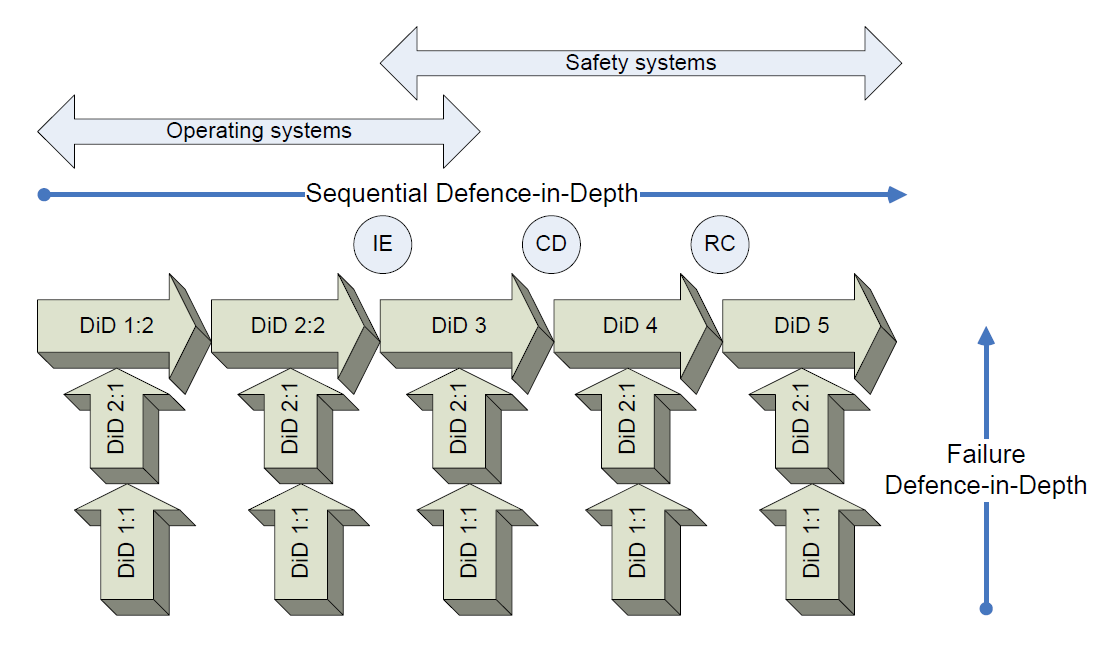 Safety systems
Operating systems
Sequential Defence-in-Depth
IE
CD
RC
DiD 1:2
DiD 2:2
DiD 3
DiD 4
DiD 5
DiD 2:1
DiD 2:1
DiD 2:1
DiD 2:1
DiD 2:1
Failure
Defence-in-Depth
DiD 1:1
DiD 1:1
DiD 1:1
DiD 1:1
DiD 1:1